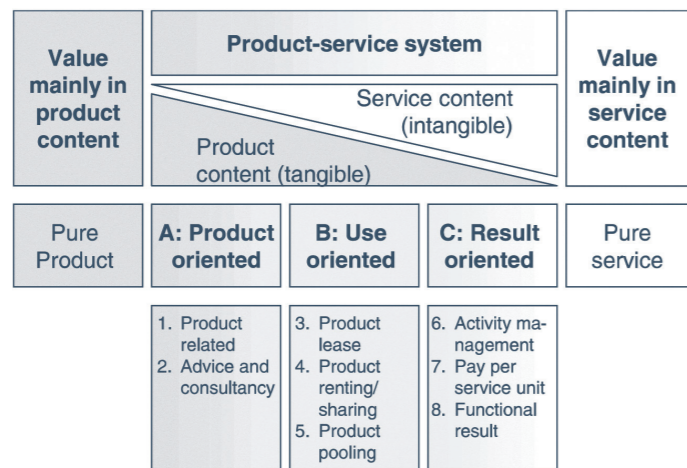 Value
mainly in
product
content
Product-service system
Service content
(intangible)
Product
content (tangible)
Value
mainly in
service
content
Pure
Product
A: Product
oriented
B: Use
oriented
C: Result
oriented
Pure
service
1. Product
related
2. Advice and
consultancy
3. Product
lease
4. Product
renting/
sharing
5. Product
pooling
6. Activity ma-
nagement
7. Pay per
service unit
8. Functional
result